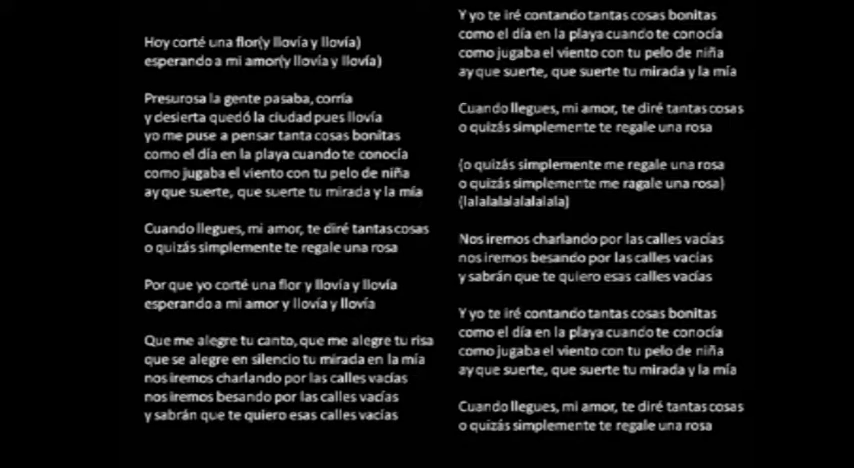 Hoy corté una flor(y llovía y llovía)
esperando a mi amor(y llovía y llovía)
Presurosa la gente pasaba, corría
y desierta quedó la ciudad pues llovía
yo me puse a pensar tanta cosas bonitas
como el día en la playa cuando te conocía
como jugaba el viento con tu pelo de niña
ay que suerte, que suerte tu mirada y la mía
Cuando llegues, mi amor, te diré tantas cosas
o quizás simplemente te regale una rosa
Por que yo corté una flor y llovía y llovía
esperando a mi amor y llovía y llovía
Que me alegre tu canto, que me alegre tu risa
que se alegre en silencio tu mirada en la mía
nos iremos charlando por las calles vacías
nos iremos besando por las calles vacías
y sabrán que te quiero esas calles vacías
Y yo te iré contando tantas cosas bonitas
como el día en la playa cuando te conocía
como jugaba el viento con tu pelo de niña
ay que suerte, que suerte tu mirada y la mía
Cuando llegues, mi amor, te diré tantas cosas
o quizás simplemente te regale una rosa
(o quizás simplemente me regale una rosa
o quizás simplemente me ragale una rosa)
(lalalalalalalala)
Nos iremos charlando por las calles vacías
nos iremos besando por las calles vacías
y sabrán que te quiero esas calles vacías
Y yo te iré contando tantas cosas bonitas
como el día en la playa cuando te conocía
como jugaba el viento con tu pelo de niña
ay que suerte, que suerte tu mirada y la mía
Cuando llegues, mi amor, te diré tantas cosas
o quizás simplemente te regale una rosa